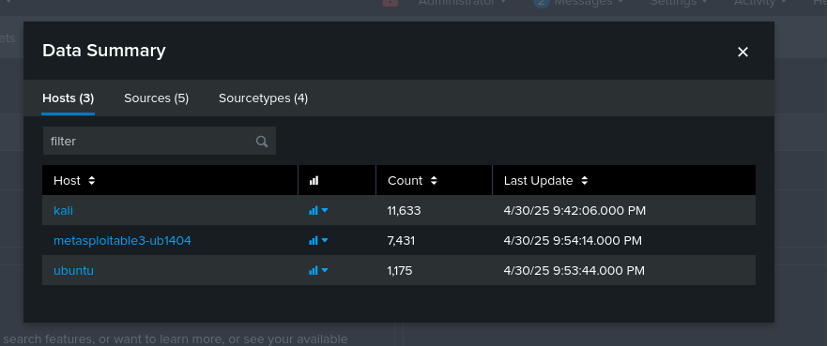 Administrator 2 Messages Settings Activity
ets
Data Summary
Hosts (3) Sources (5) Sourcetypes (4)
filter
Host Count Last Update
kali 11,633 4/30/25 9:42:06.000 PM
metasploitable3-ub1404 7,431 4/30/25 9:54:14.000 PM
ubuntu 1,175 4/30/25 9:53:44.000 PM
search features, or want to learn more, or see your available